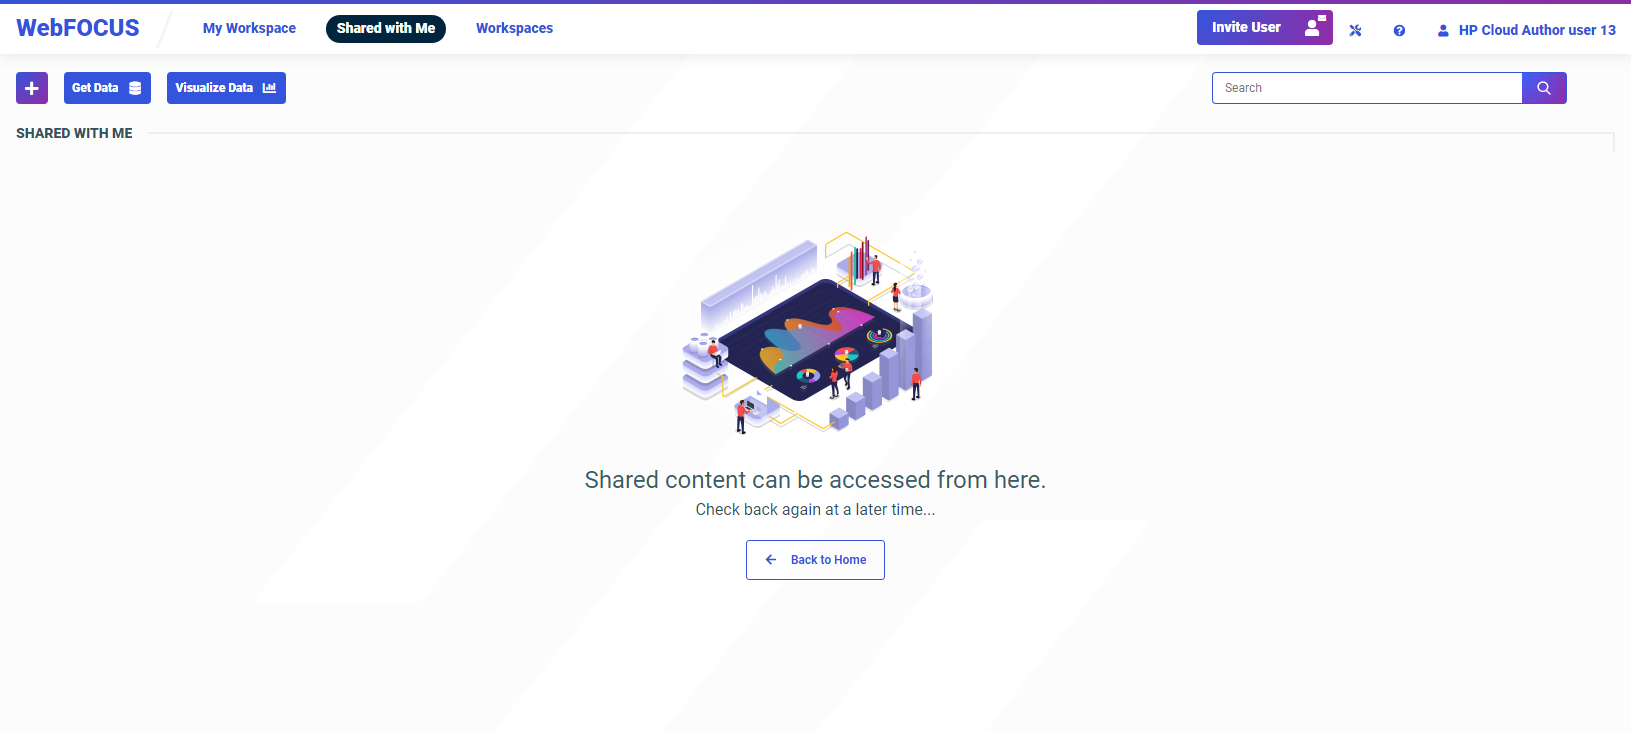 WebFOCUS
My Workspace
Shared with Me
Workspaces
Invite User
HP Cloud Author user 13
Get Data
Visualize Data
Search
SHARED WITH ME
Shared content can be accessed from here.
Check back again at a later time...
Back to Home